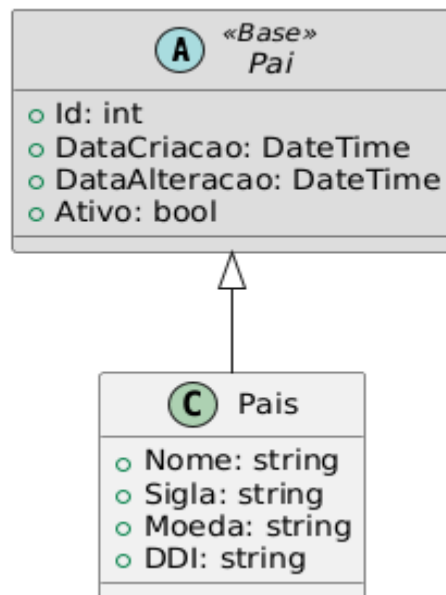 A «Base»
Pai
Id: int
DataCriacao: DateTime
DataAlteracao: DateTime
Ativo: bool
C Pais
Nome: string
Sigla: string
Moeda: string
DDI: string